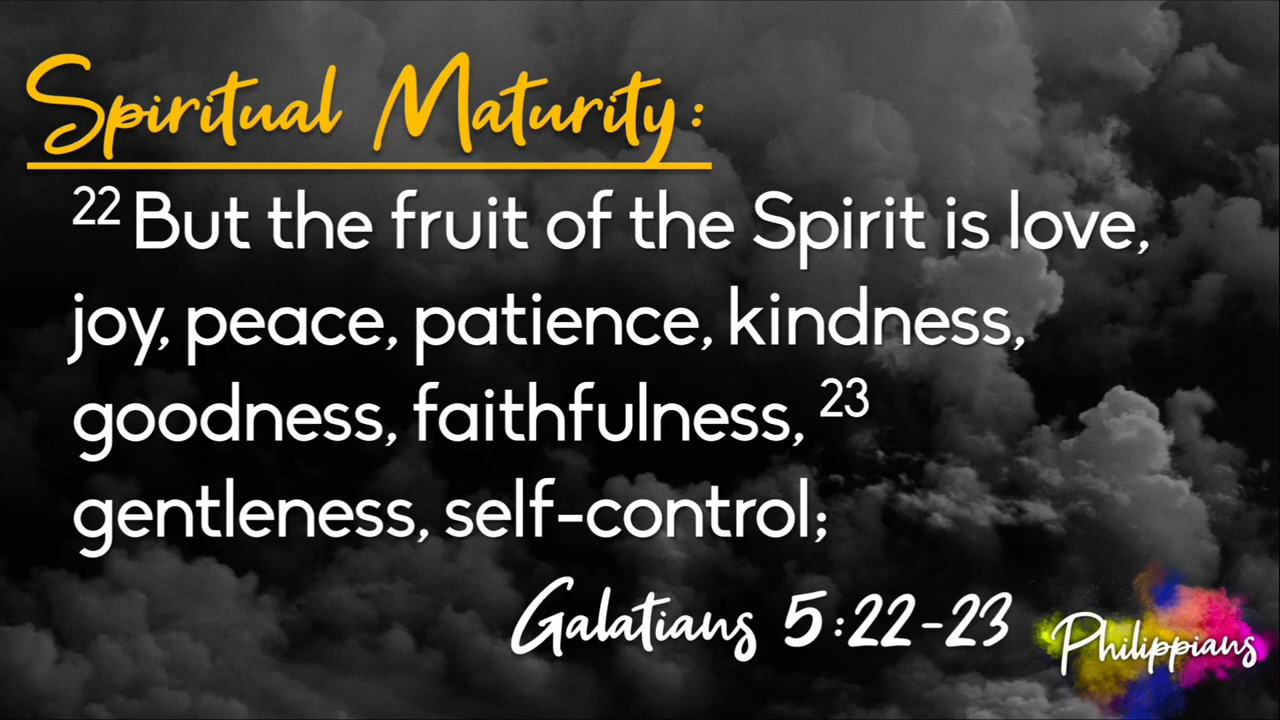 Spiritual Maturity:
22 But the fruit of the Spirit is love,
joy, peace, patience, kindness,
goodness, faithfulness, 23
gentleness, self-control;
Galatians 5:22-23
Philippians